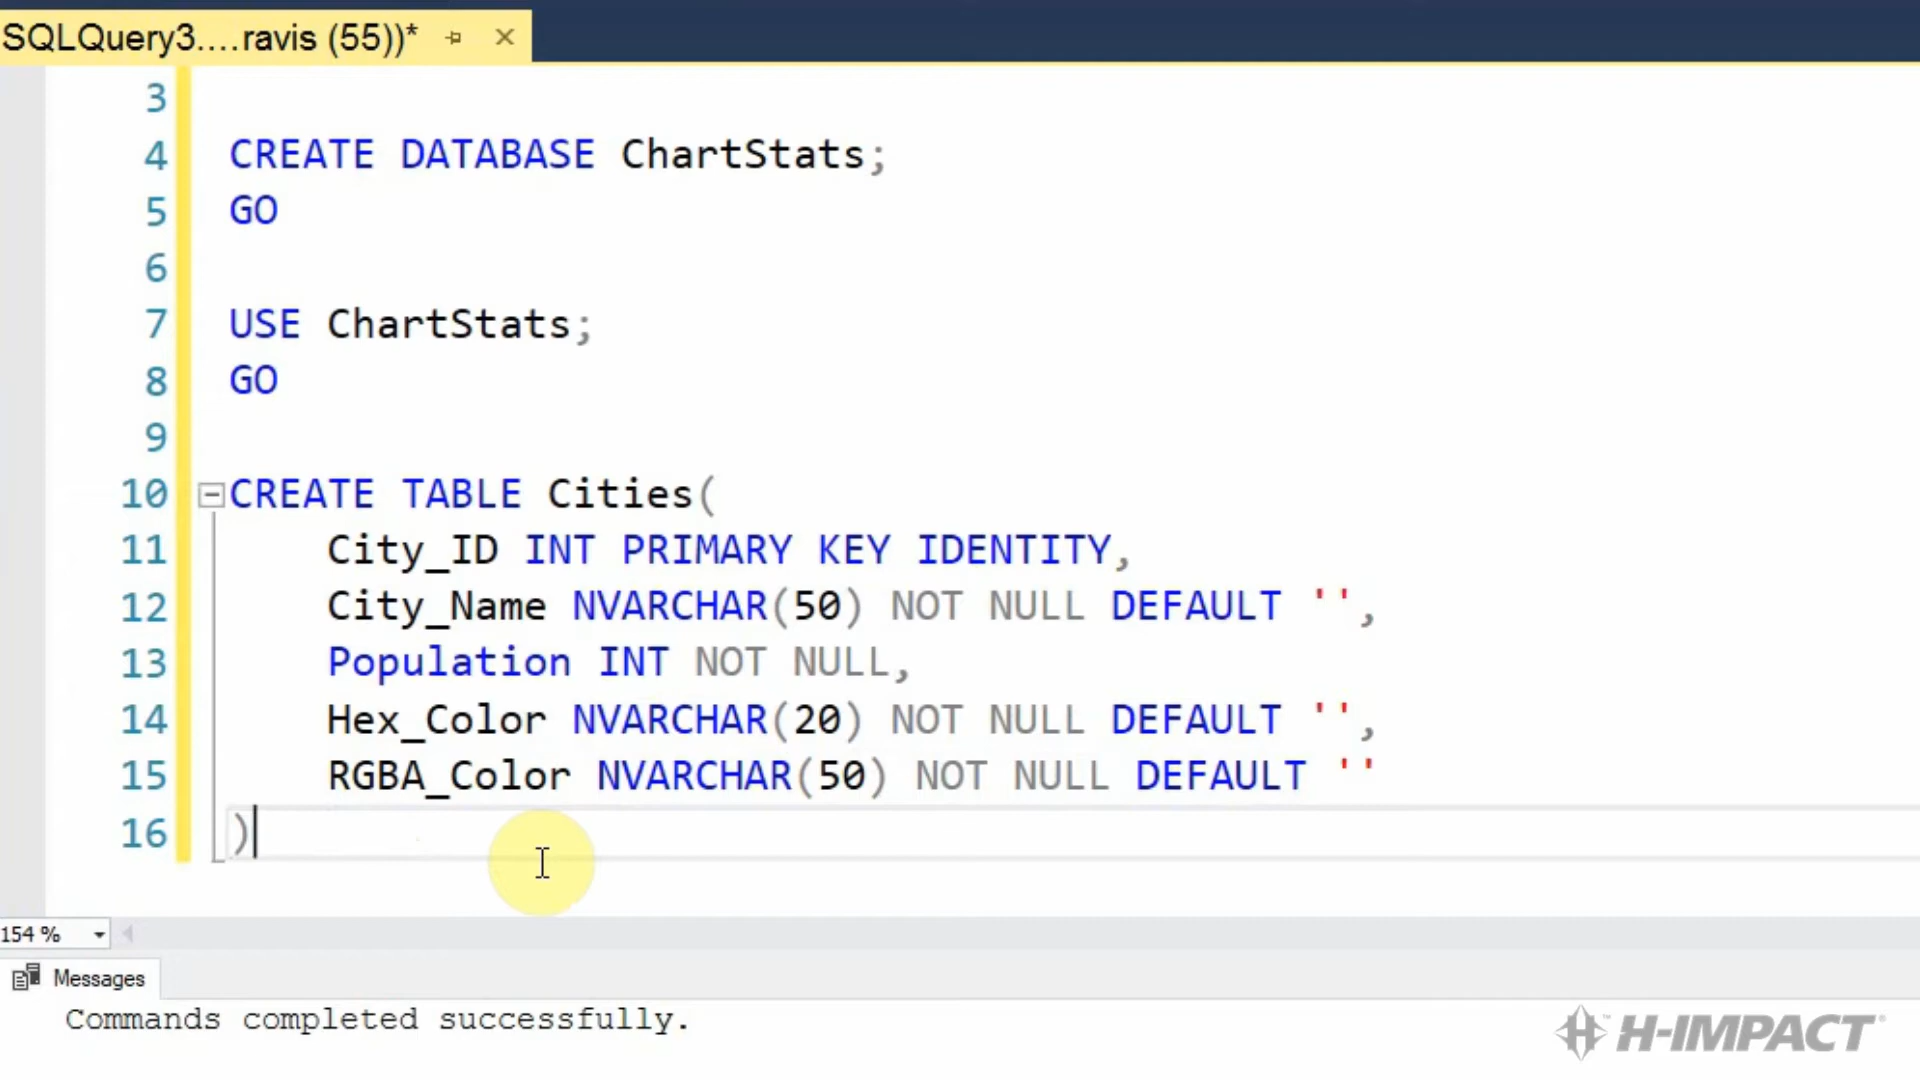 SQLQuery3....ravis (55))*
3
4 CREATE DATABASE ChartStats;
5 GO
6
7 USE ChartStats;
8 GO
9
10 CREATE TABLE Cities(
11 City_ID INT PRIMARY KEY IDENTITY,
12 City_Name NVARCHAR(50) NOT NULL DEFAULT '',
13 Population INT NOT NULL,
14 Hex_Color NVARCHAR(20) NOT NULL DEFAULT '',
15 RGBA_Color NVARCHAR(50) NOT NULL DEFAULT ''
16 )
154 %
Messages
Commands completed successfully.
H-IMPACT